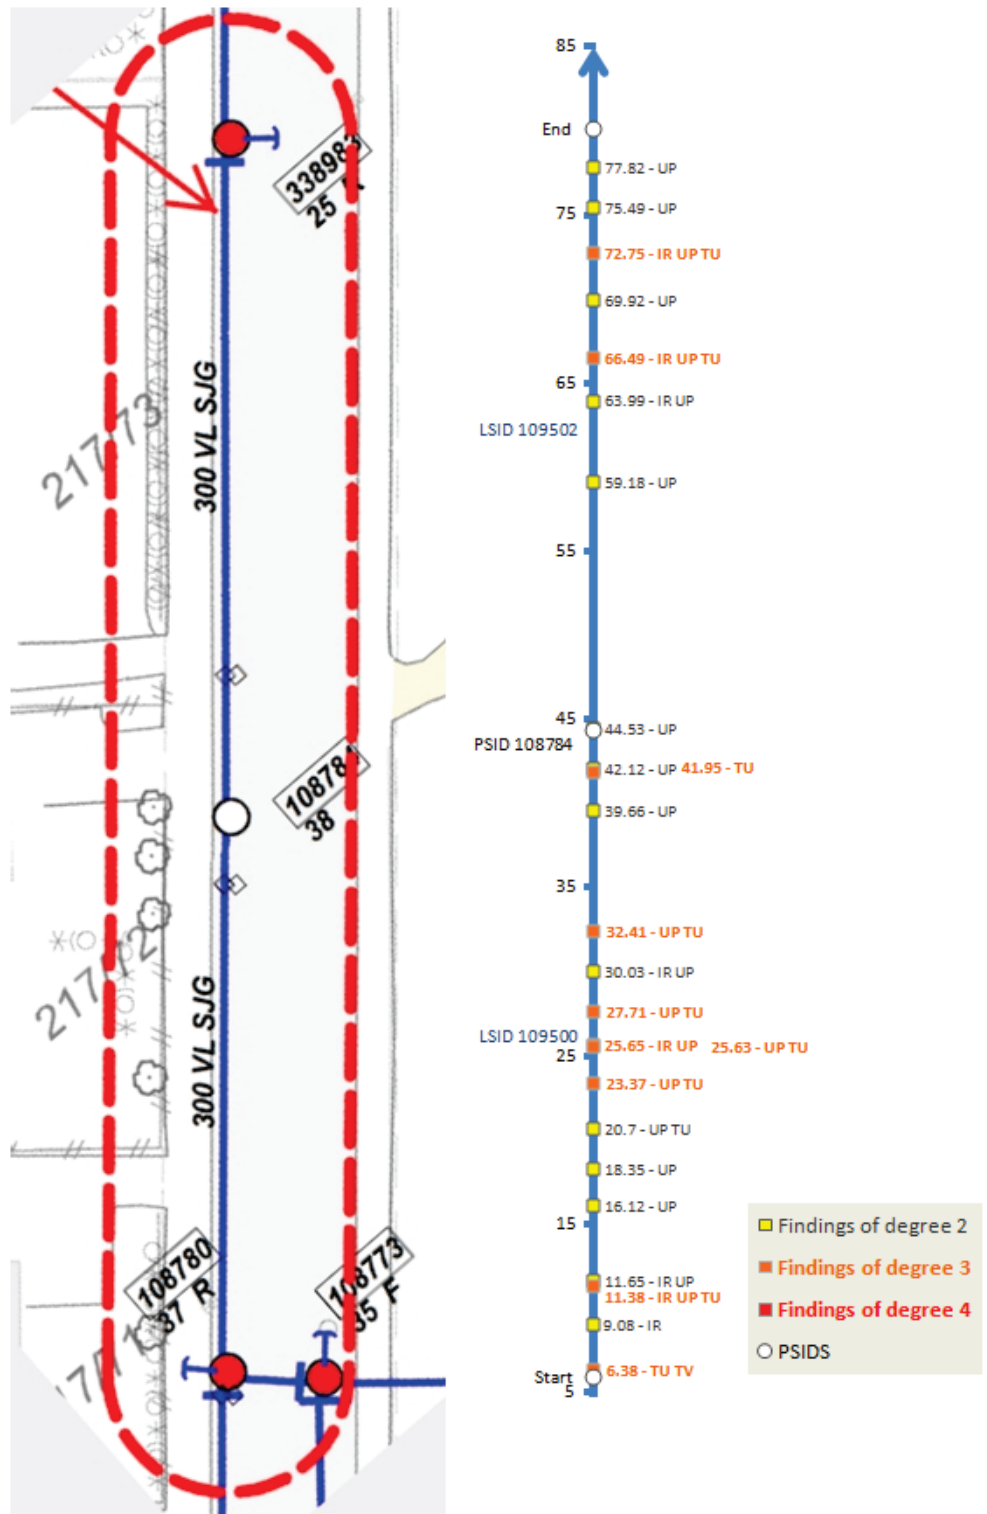 338983
25
300 VL SJG
217/73
38
300 VL SJG
108780
37 R
35 F
85
End
77.82 - UP
75.49 - UP
75
72.75 - IR UP TU
69.92 - UP
66.49 - IR UP TU
65
63.99 - IR UP
LSID 109502
59.18 - UP
55
45
44.53 - UP
PSID 108784
42.12 - UP 41.95 - TU
39.66 - UP
35
32.41 - UP TU
30.03 - IR UP
27.71 - UP TU
LSID 109500
25.65 - IR UP 25.63 - UP TU
25
23.37 - UP TU
20.7 - UP TU
18.35 - UP
16.12 - UP
15
11.65 - IR UP
11.38 - IR UP TU
9.08 - IR
6.38 - TU TV
Start
5
Findings of degree 2
Findings of degree 3
Findings of degree 4
PSIDS